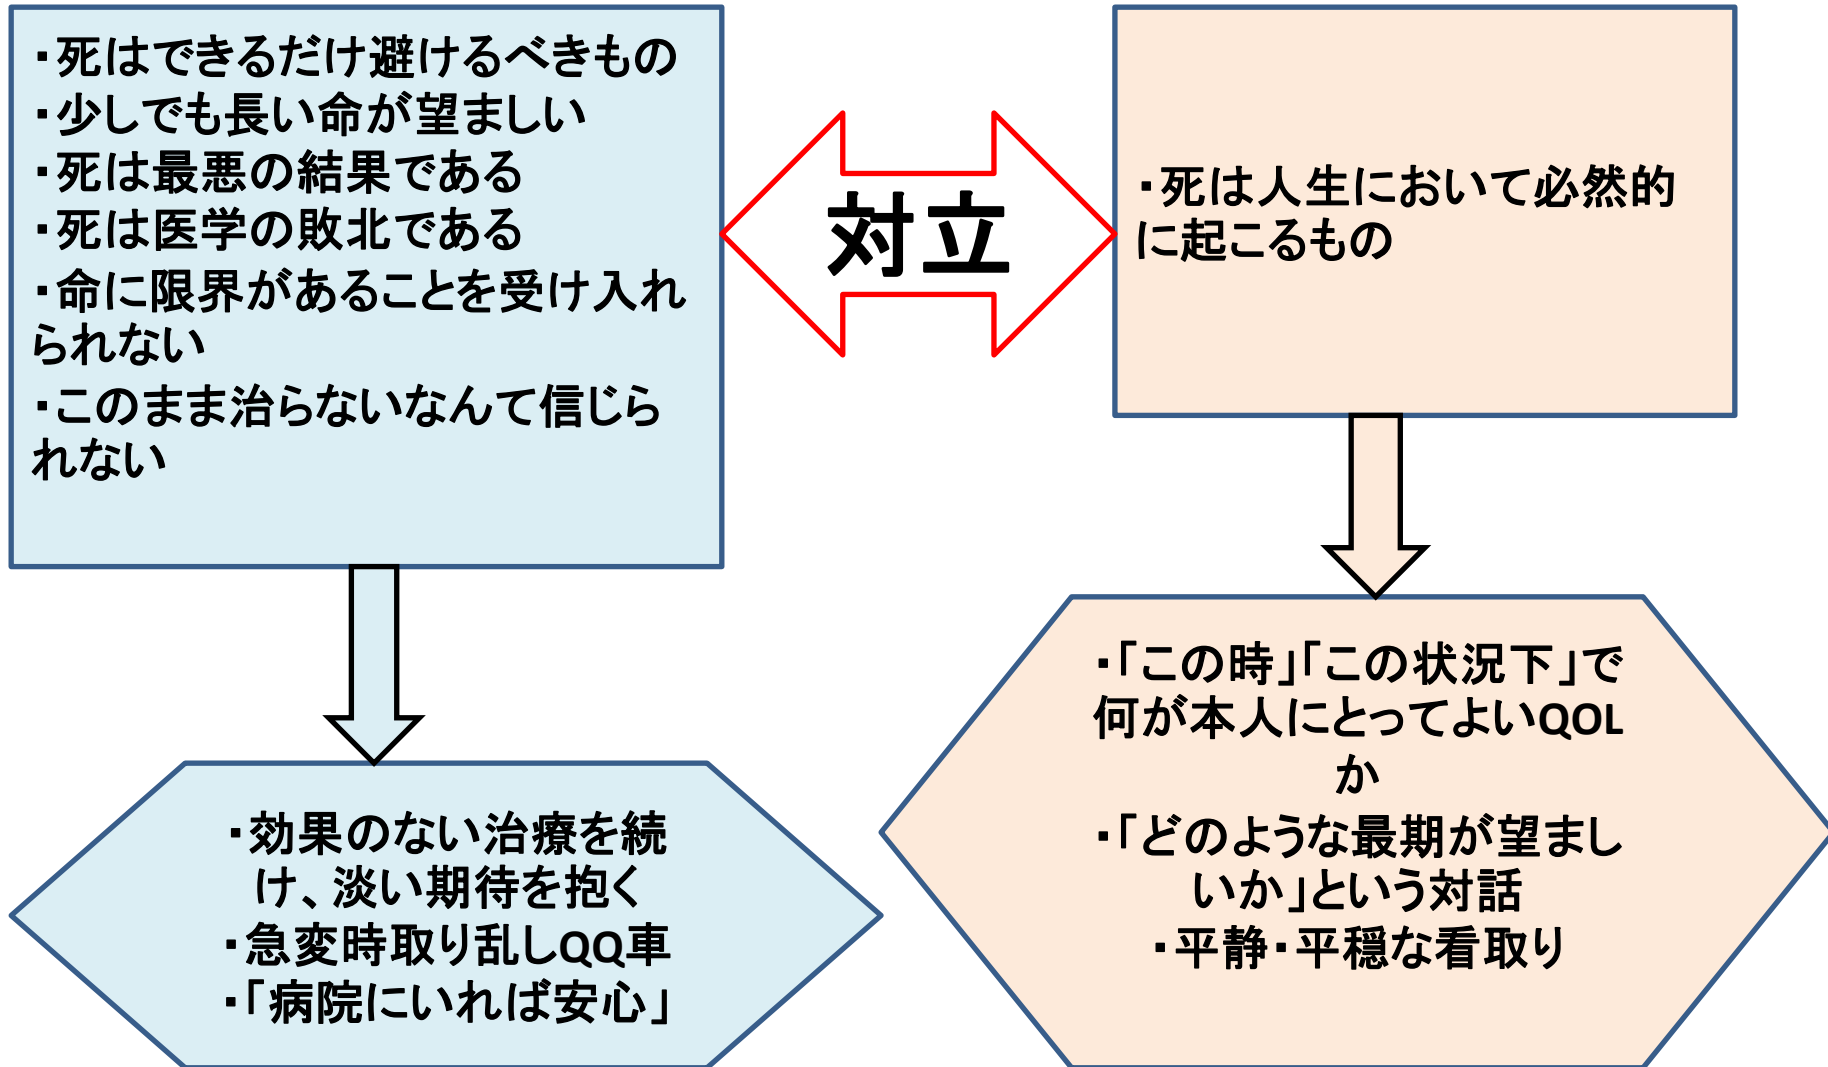 ・死はできるだけ避けるべきもの
・少しでも長い命が望ましい
・死は最悪の結果である
・死は医学の敗北である
・命に限界があることを受け入れ
られない
・このまま治らないなんて信じら
れない
対立
・死は人生において必然的
に起こるもの
・効果のない治療を続
け、淡い期待を抱く
・急変時取り乱しQQ車
・「病院にいれば安心」
・「この時」「この状況下」で
何が本人にとってよいQOL
か
・「どのような最期が望まし
いか」という対話
・平静・平穏な看取り